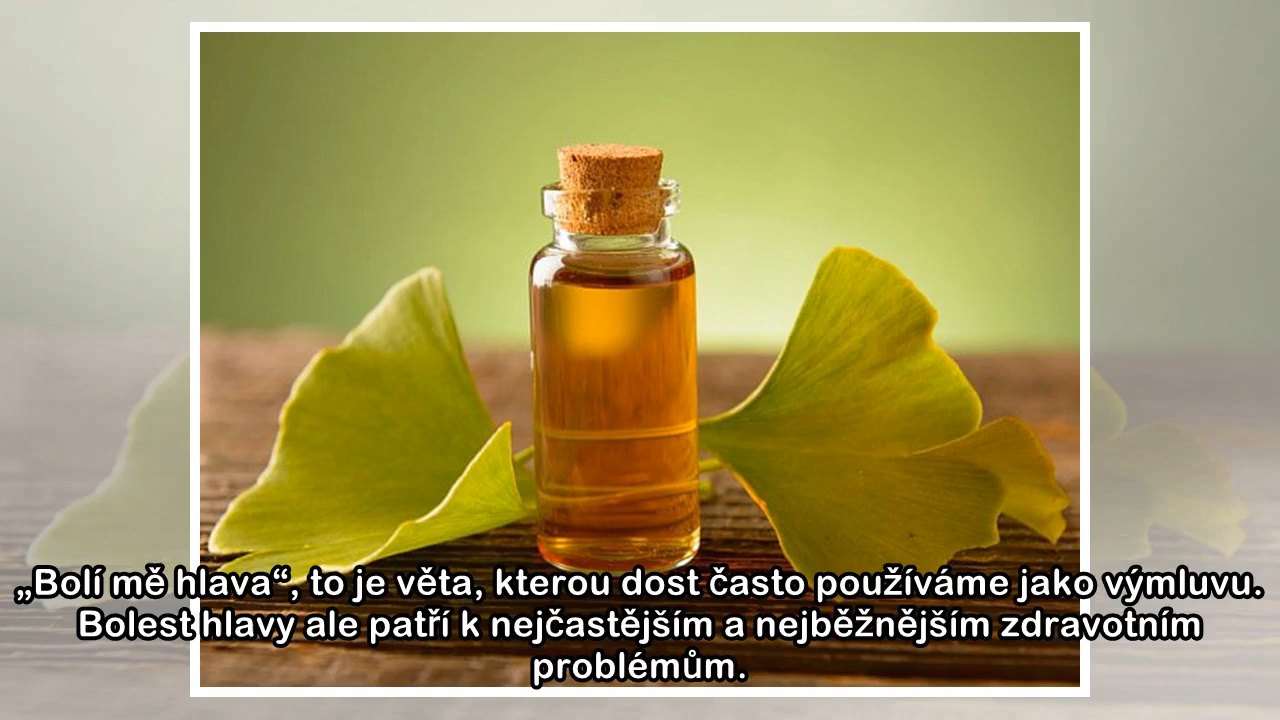 „Bolí mě hlava“, to je věta, kterou dost často používáme jako výmluvu.
Bolest hlavy ale patří k nejčastějším a nejběžnějším zdravotním
problémům.